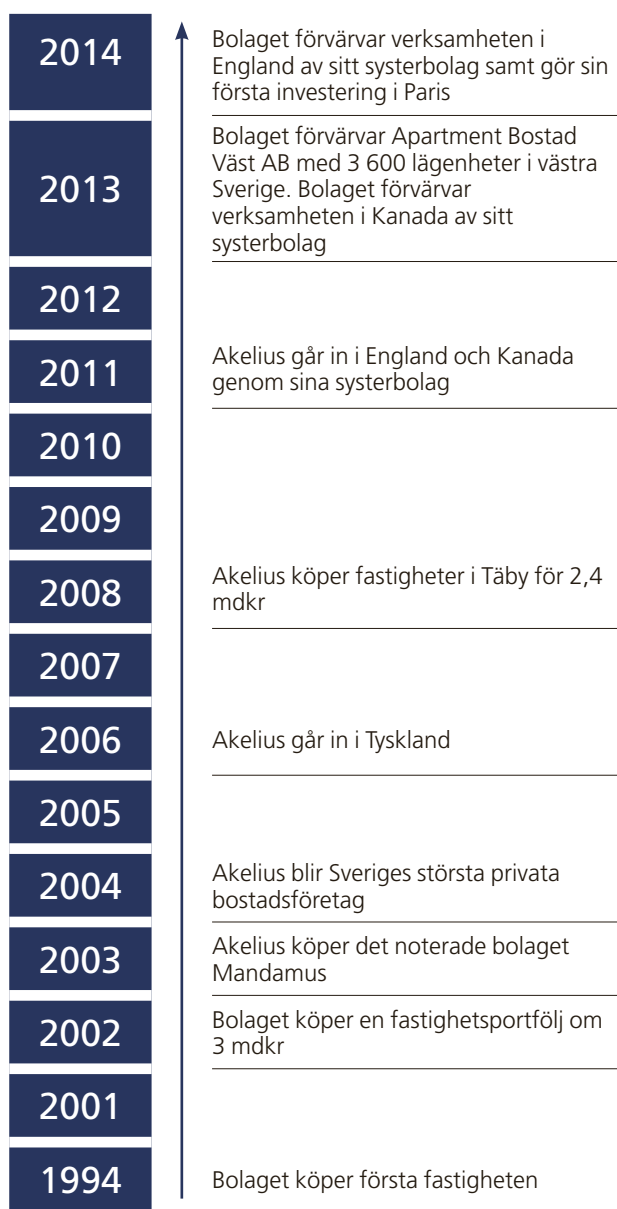 2014
Bolaget förvärvar verksamheten i
England av sitt systerbolag samt gör sin
första investering i Paris
2013
Bolaget förvärvar Apartment Bostad
Väst AB med 3 600 lägenheter i västra
Sverige. Bolaget förvärvar
verksamheten i Kanada av sitt
systerbolag
2012
2011
Akelius går in i England och Kanada
genom sina systerbolag
2010
2009
2008
Akelius köper fastigheter i Täby för 2,4
mdkr
2007
2006
Akelius går in i Tyskland
2005
2004
Akelius blir Sveriges största privata
bostadsföretag
2003
Akelius köper det noterade bolaget
Mandamus
2002
Bolaget köper en fastighetsportfölj om
3 mdkr
2001
1994
Bolaget köper första fastigheten